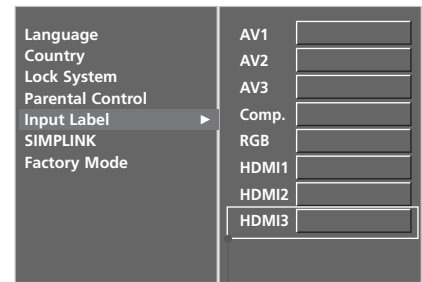 Language
Country
Lock System
Parental Control
Input Label ►
SIMPLINK
Factory Mode
AV1
AV2
AV3
Comp.
RGB
HDMI1
HDMI2
HDMI3